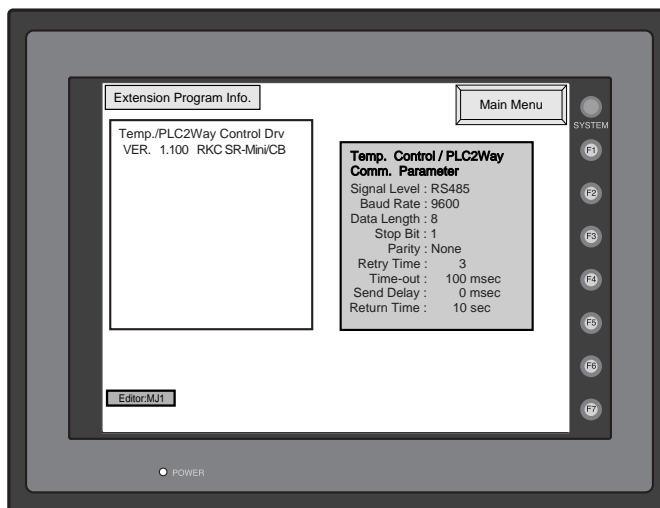 Extension Program Info.
Main Menu
SYSTEM
Temp./PLC2Way Control Drv
VER. 1.100 RKC SR-Mini/CB
Temp. Control / PLC2Way
Comm. Parameter
Signal Level : RS485
Baud Rate : 9600
Data Length : 8
Stop Bit : 1
Parity : None
Retry Time : 3
Time-out : 100 msec
Send Delay : 0 msec
Return Time : 10 sec
F1
F2
F3
F4
F5
F6
F7
Editor:MJ1
POWER